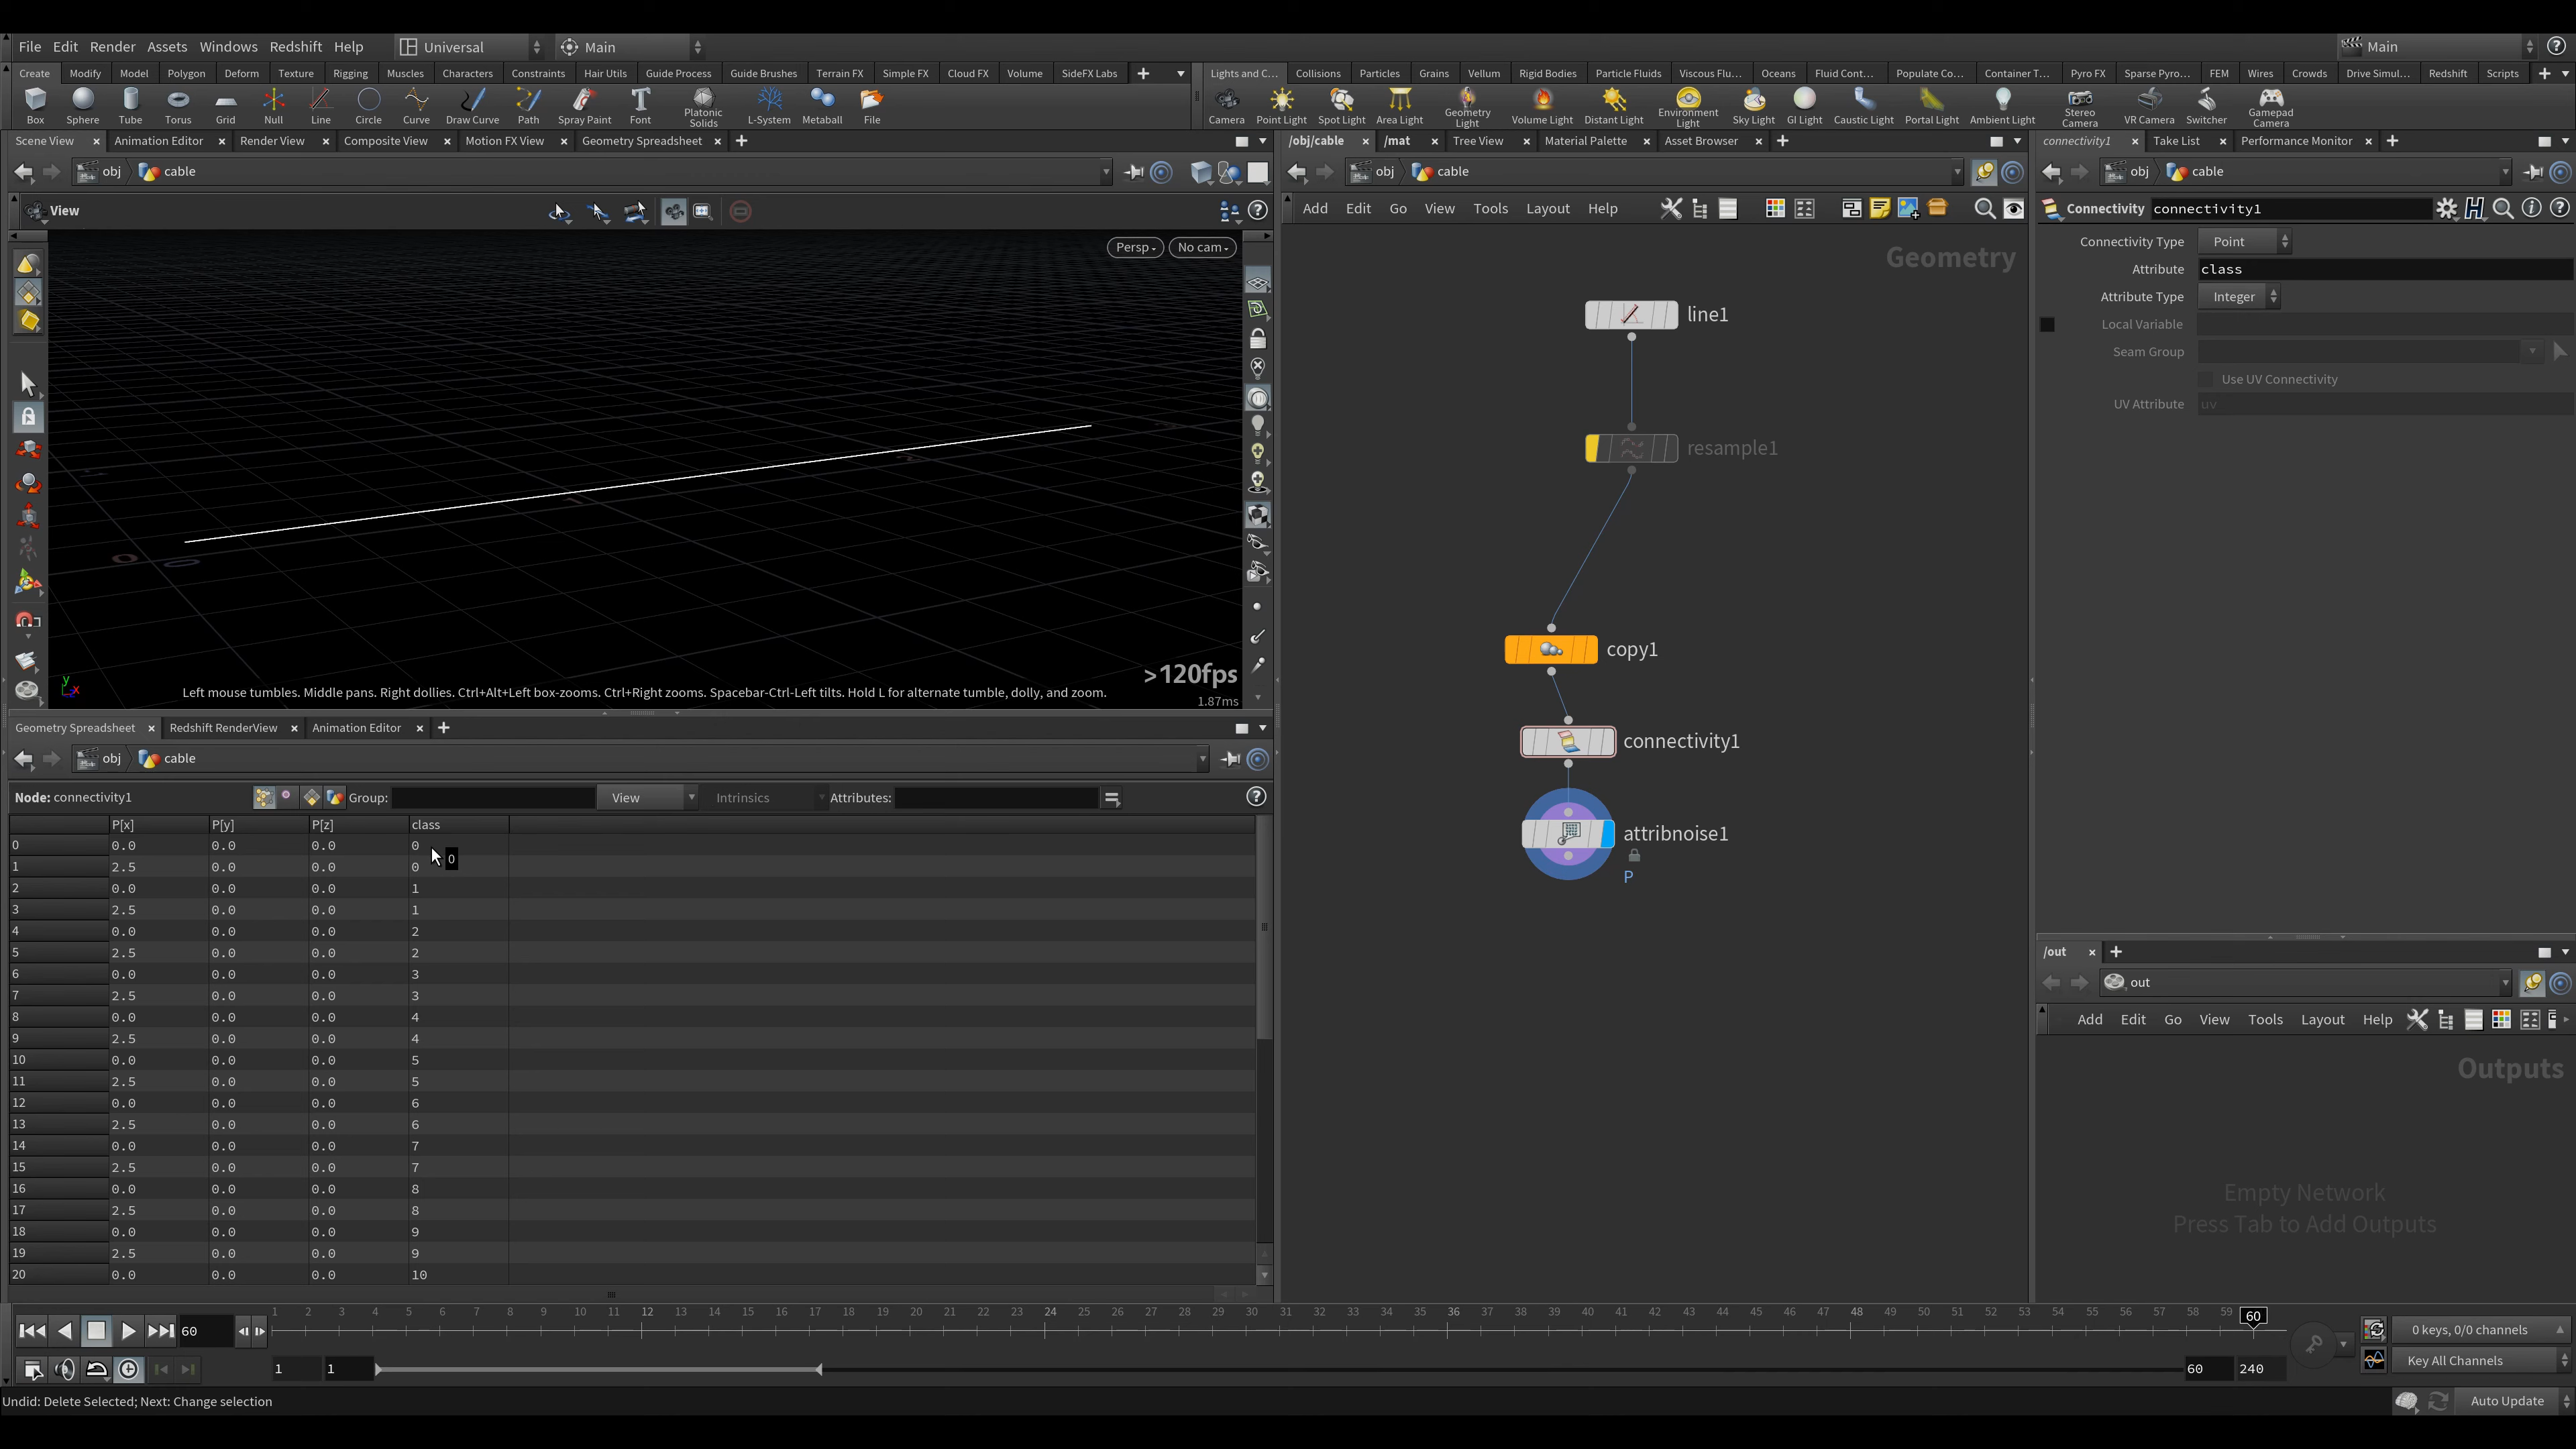 File Edit Render Assets Windows Redshift Help Universal Main Main
Create Modify Model Polygon Deform Texture Rigging Muscles Characters Constraints Hair Utils Guide Process Guide Brushes Terrain FX Simple FX Cloud FX Volume SideFX Labs
Lights and C... Collisions Particles Grains Vellum Rigid Bodies Particle Fluids Viscous Flu... Oceans Fluid Cont... Populate Co... Container T... Pyro FX Sparse Pyro... FEM Wires Crowds Drive Simul... Redshift Scripts
Box Sphere Tube Torus Grid Null Line Circle Curve Draw Curve Path Spray Paint Font Platonic Solids L-System Metaball File
Camera Point Light Spot Light Area Light Geometry Light Volume Light Distant Light Environment Light Sky Light GI Light Caustic Light Portal Light Ambient Light Stereo Camera VR Camera Switcher Gamepad Camera
Scene View Animation Editor Render View Composite View Motion FX View Geometry Spreadsheet
obj cable
View
Persp No cam
>120fps
1.87ms
Left mouse tumbles. Middle pans. Right dollies. Ctrl+Alt+Left box-zooms. Ctrl+Right zooms. Spacebar-Ctrl-Left tilts. Hold L for alternate tumble, dolly, and zoom.
Geometry Spreadsheet Redshift RenderView Animation Editor
obj cable
Node: connectivity1 Group: View Intrinsics Attributes:
P[x] P[y] P[z] class
0 0.0 0.0 0.0 0
0
1 2.5 0.0 0.0 0
2 0.0 0.0 0.0 1
3 2.5 0.0 0.0 1
4 0.0 0.0 0.0 2
5 2.5 0.0 0.0 2
6 0.0 0.0 0.0 3
7 2.5 0.0 0.0 3
8 0.0 0.0 0.0 4
9 2.5 0.0 0.0 4
10 0.0 0.0 0.0 5
11 2.5 0.0 0.0 5
12 0.0 0.0 0.0 6
13 2.5 0.0 0.0 6
14 0.0 0.0 0.0 7
15 2.5 0.0 0.0 7
16 0.0 0.0 0.0 8
17 2.5 0.0 0.0 8
18 0.0 0.0 0.0 9
19 2.5 0.0 0.0 9
20 0.0 0.0 0.0 10
/obj/cable /mat Tree View Material Palette Asset Browser
obj cable
Add Edit Go View Tools Layout Help
Geometry
line1
resample1
copy1
connectivity1
attribnoise1
P
connectivity1 Take List Performance Monitor
obj cable
Connectivity connectivity1
Connectivity Type Point
Attribute class
Attribute Type Integer
Local Variable
Seam Group
Use UV Connectivity
UV Attribute uv
/out
out
Add Edit Go View Tools Layout Help
Outputs
Empty Network
Press Tab to Add Outputs
60 1 2 3 4 5 6 7 8 9 10 11 12 13 14 15 16 17 18 19 20 21 22 23 24 25 26 27 28 29 30 31 32 33 34 35 36 37 38 39 40 41 42 43 44 45 46 47 48 49 50 51 52 53 54 55 56 57 58 59 60
0 keys, 0/0 channels
1 1 60 240 Key All Channels
Undid: Delete Selected; Next: Change selection Auto Update